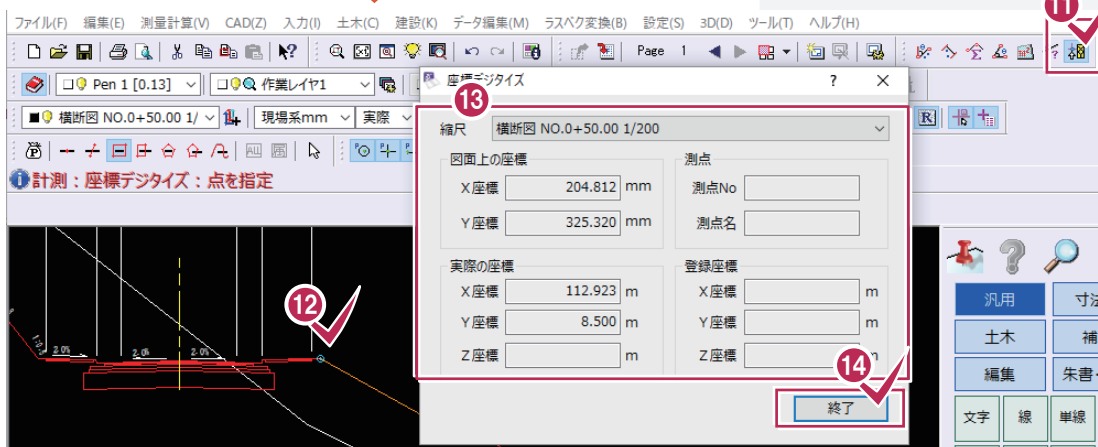 ⑪
ファイル(F) 編集(E) 測量計算(V) CAD(Z) 入力(I) 土木(C) 建設(K) データ編集(M) ラスベク変換(B) 設定(S) 3D(D) ツール(T) ヘルプ(H)
Page 1
Pen 1 [0.13] 作業レイヤ1
横断図 NO.0+50.00 1/ 現場系mm 実際
計測：座標デジタイズ：点を指定
座標デジタイズ ? ×
⑬
縮尺 横断図 NO.0+50.00 1/200
図面上の座標
X座標 204.812 mm
Y座標 325.320 mm
測点
測点No
測点名
実際の座標
X座標 112.923 m
Y座標 8.500 m
Z座標 m
登録座標
X座標 m
Y座標 m
Z座標
⑭
終了
⑫
2.0% 2.0% 2.0%
汎用 寸法
土木 補
編集 朱書
文字 線 単線